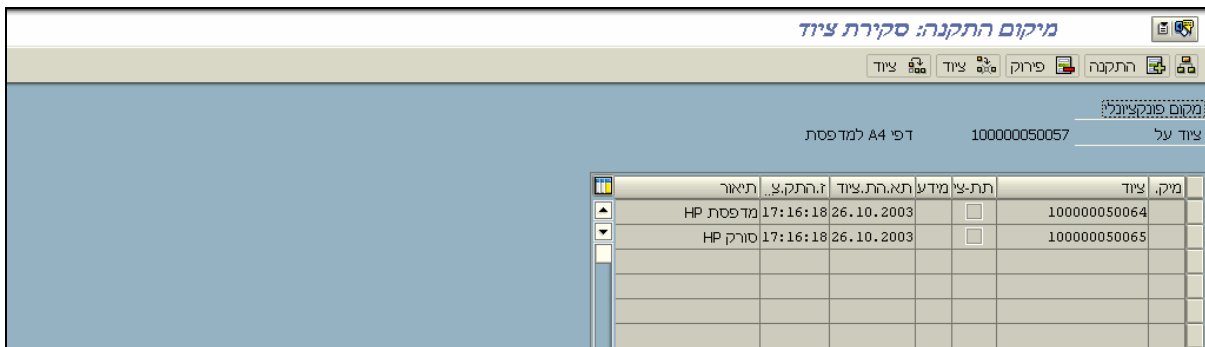 מיקום התקנה: סקירת ציוד
התקנה פירוק ציוד ציוד
מקום פונקציונלי
ציוד על 100000050057 דפי A4 למדפסת
מיק. ציוד תת-צי מידע תא.הת.ציוד ז.התק.צ.. תיאור
100000050064 26.10.2003 17:16:18 מדפסת HP
100000050065 26.10.2003 17:16:18 סורק HP